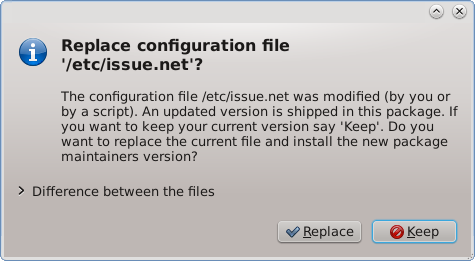 Replace configuration file
'/etc/issue.net'?
The configuration file /etc/issue.net was modified (by you or
by a script). An updated version is shipped in this package. If
you want to keep your current version say 'Keep'. Do you
want to replace the current file and install the new package
maintainers version?
Difference between the files
Replace
Keep